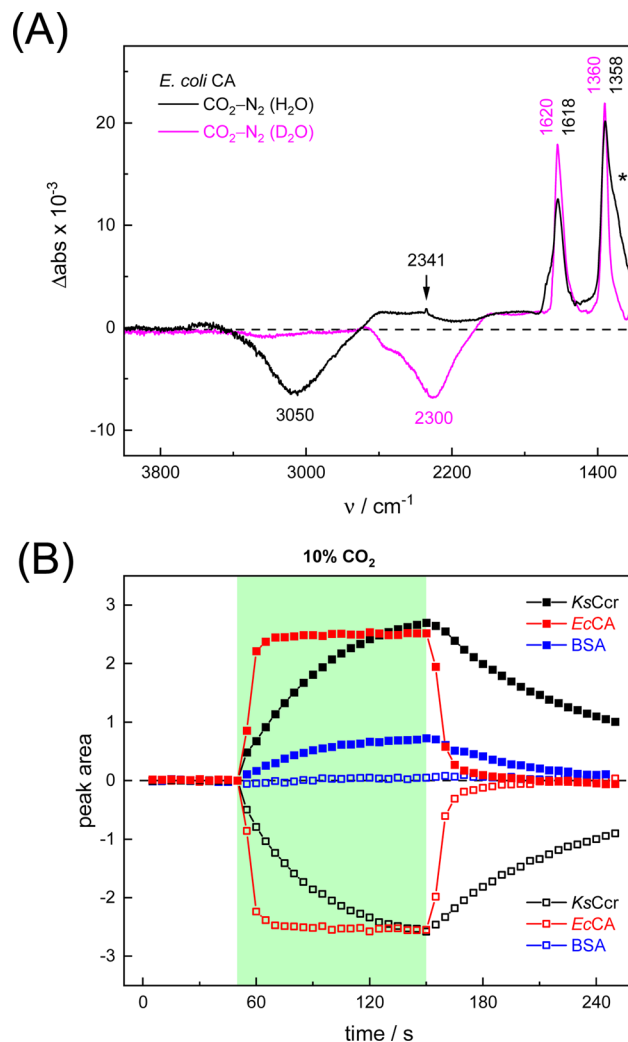 (A)
E. coli CA
CO₂–N₂ (H₂O)
CO₂–N₂ (D₂O)
1620
1618
1360
1358
*
2341
3050
2300
20
10
0
-10
Δabs x 10⁻³
3800
3000
2200
1400
ν / cm⁻¹
(B)
10% CO₂
KsCcr
EcCA
BSA
3
2
1
0
-1
-2
-3
peak area
KsCcr
EcCA
BSA
0
60
120
180
240
time / s